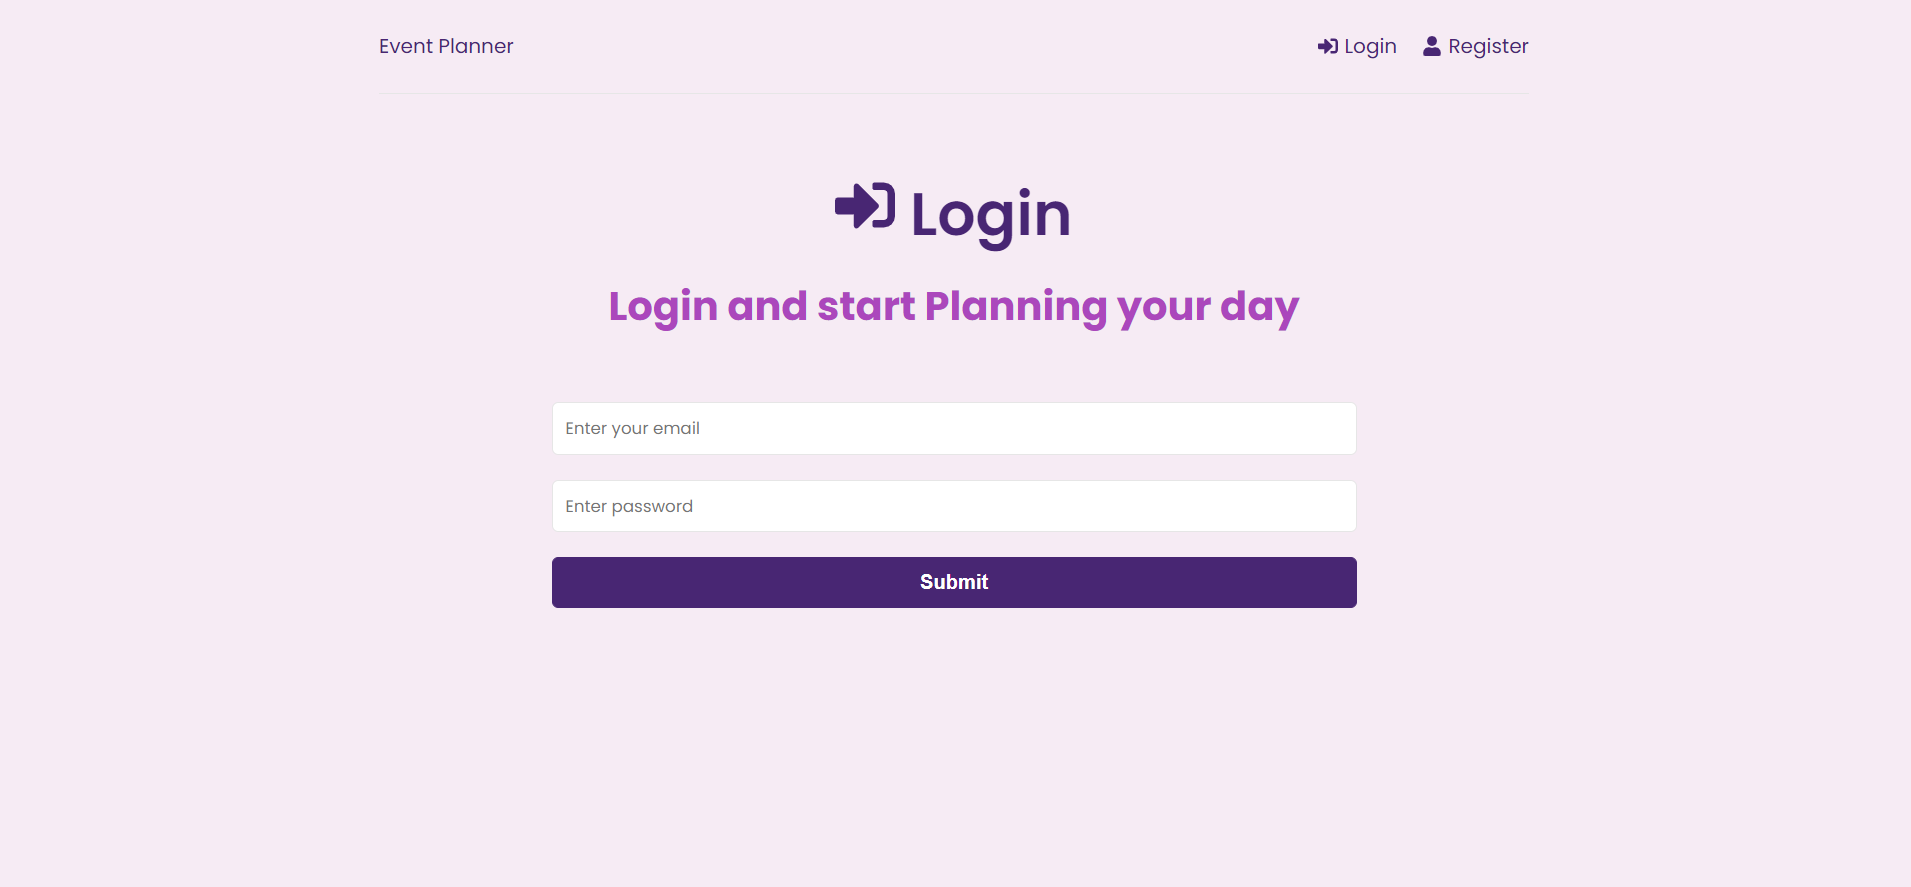 Event Planner
Login
Register
Login
Login and start Planning your day
Enter your email
Enter password
Submit